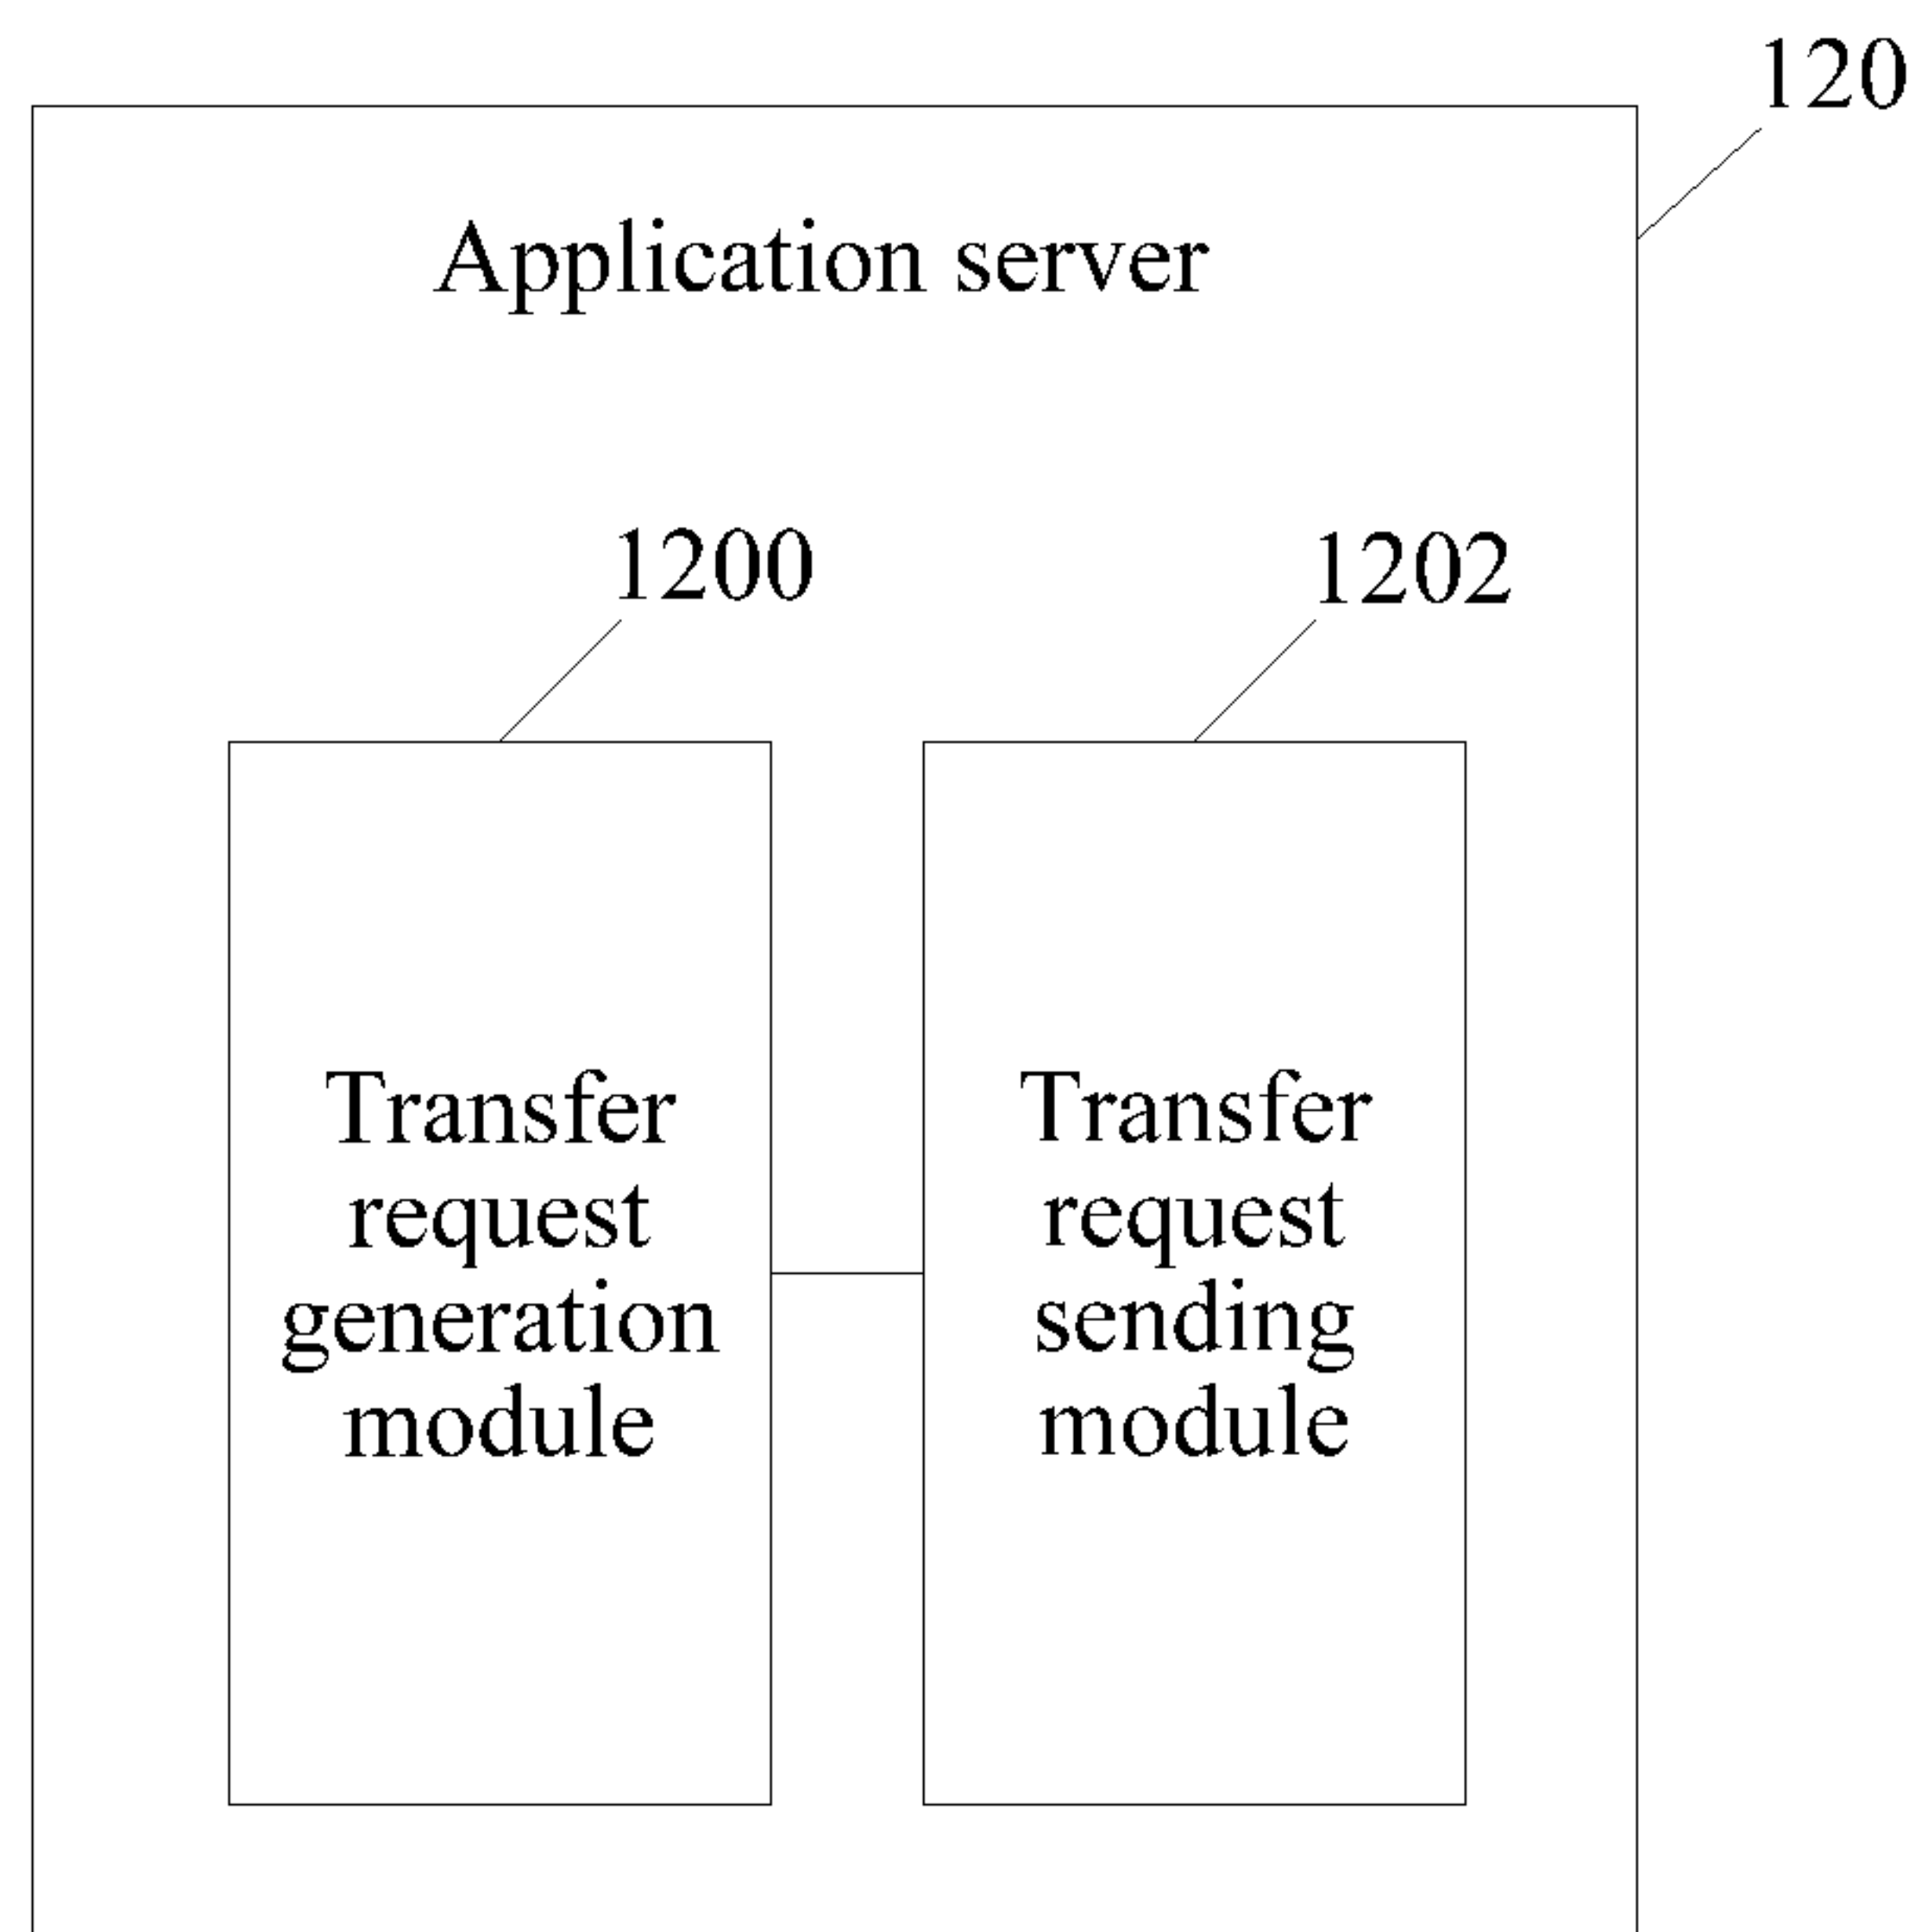 120
Application server
1200
1202
Transfer
request
generation
module
Transfer
request
sending
module